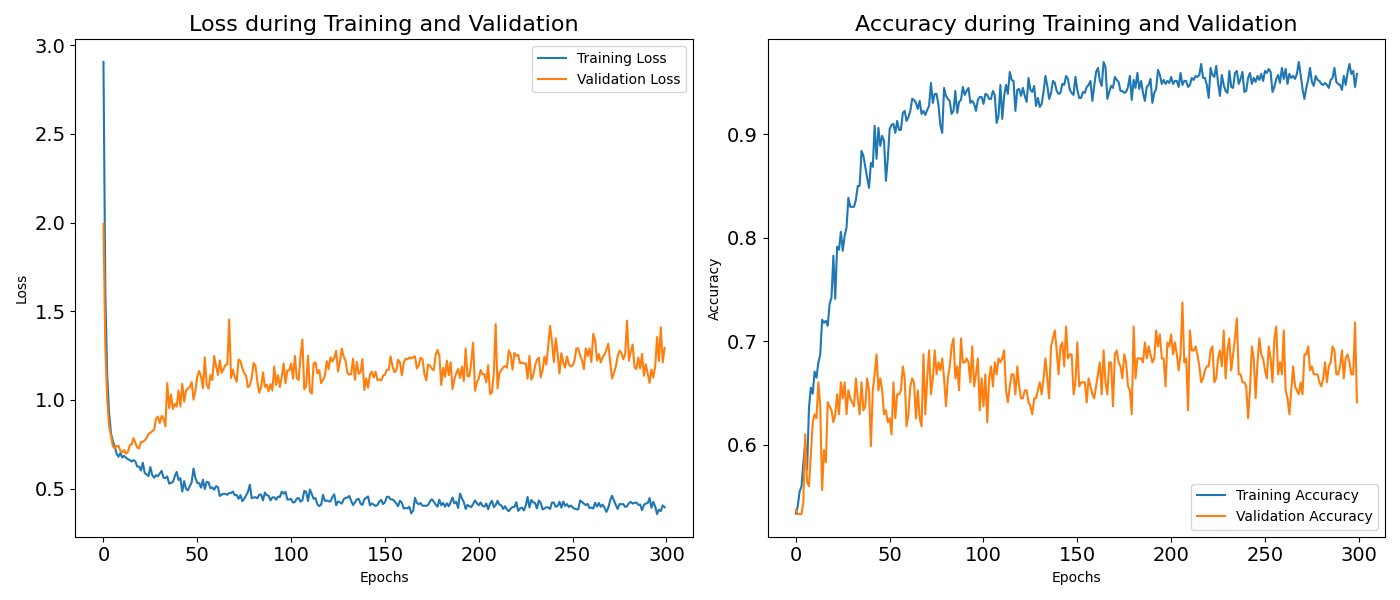 Loss during Training and Validation
Training Loss
Validation Loss
3.0
2.5
2.0
1.5
1.0
0.5
Loss
0
50
100
150
200
250
300
Epochs
Accuracy during Training and Validation
0.9
0.8
0.7
0.6
Accuracy
Training Accuracy
Validation Accuracy
0
50
100
150
200
250
300
Epochs